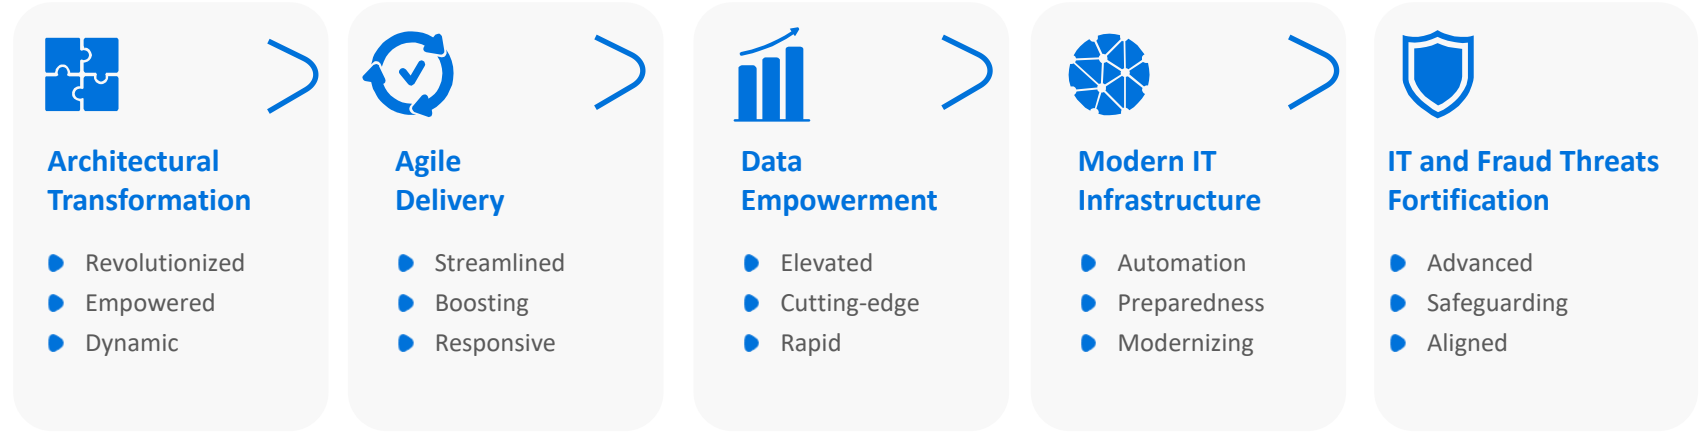 Architectural
Transformation
Revolutionized
Empowered
Dynamic
Agile
Delivery
Streamlined
Boosting
Responsive
Data
Empowerment
Elevated
Cutting-edge
Rapid
Modern IT
Infrastructure
Automation
Preparedness
Modernizing
IT and Fraud Threats
Fortification
Advanced
Safeguarding
Aligned